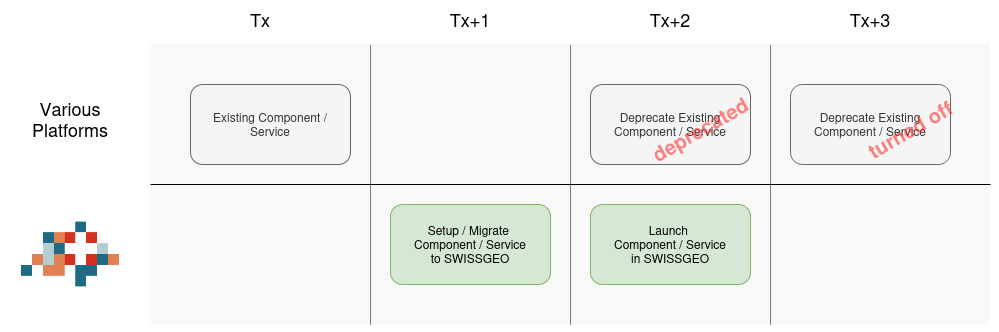 Tx
Tx+1
Tx+2
Tx+3
Various
Platforms
Existing Component /
Service
Deprecate Existing
Component / Service
deprecated
Deprecate Existing
Component / Service
turned off
Setup / Migrate
Component / Service
to SWISSGEO
Launch
Component / Service
in SWISSGEO